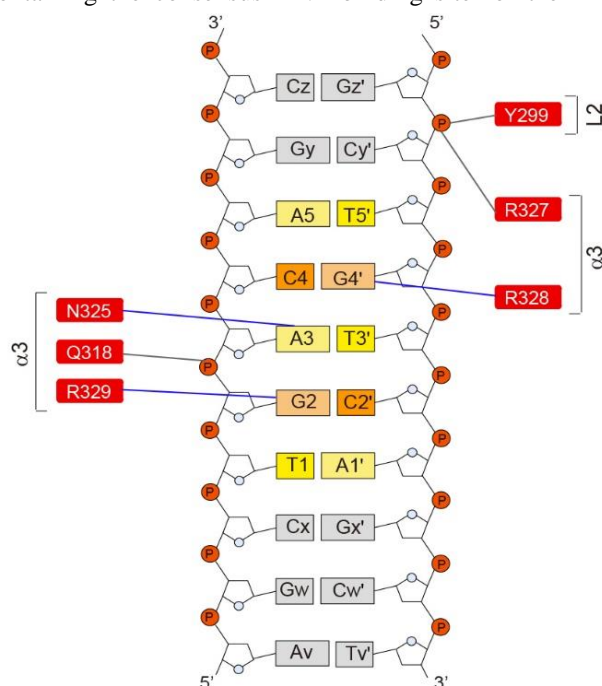 3' 5'
P P
Cz Gz'
P P Y299 L2
Gy Cy'
P R327
A5 T5' P α3
P
C4 G4' R328
P P
N325 A3 T3'
α3 Q318 P P
R329 G2 C2'
P P
T1 A1'
P P
Cx Gx'
P P
Gw Cw'
P P
Av Tv'
5' 3'